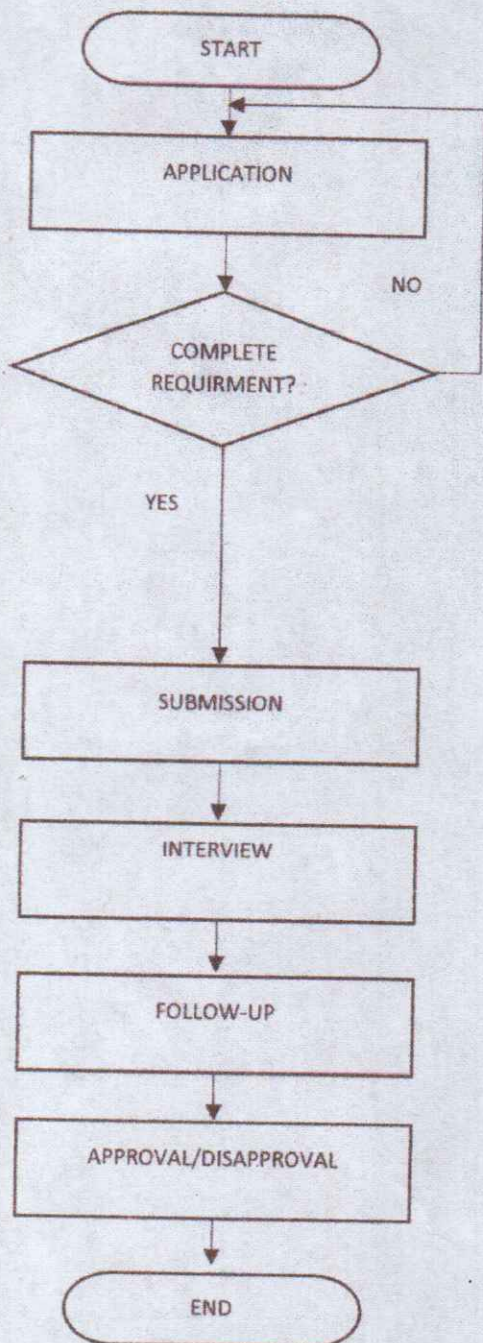 START
APPLICATION
NO
COMPLETE
REQUIRMENT?
YES
SUBMISSION
INTERVIEW
FOLLOW-UP
APPROVAL/DISAPPROVAL
END